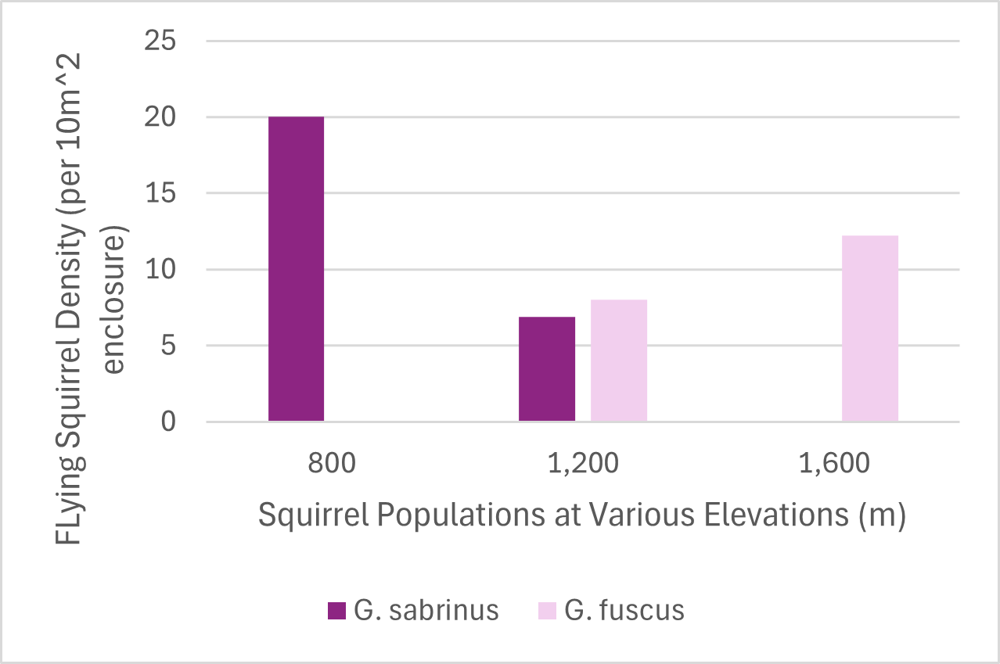 FLying Squirrel Density (per 10m^2
enclosure)
25
20
15
10
5
0
800 1,200 1,600
Squirrel Populations at Various Elevations (m)
G. sabrinus G. fuscus